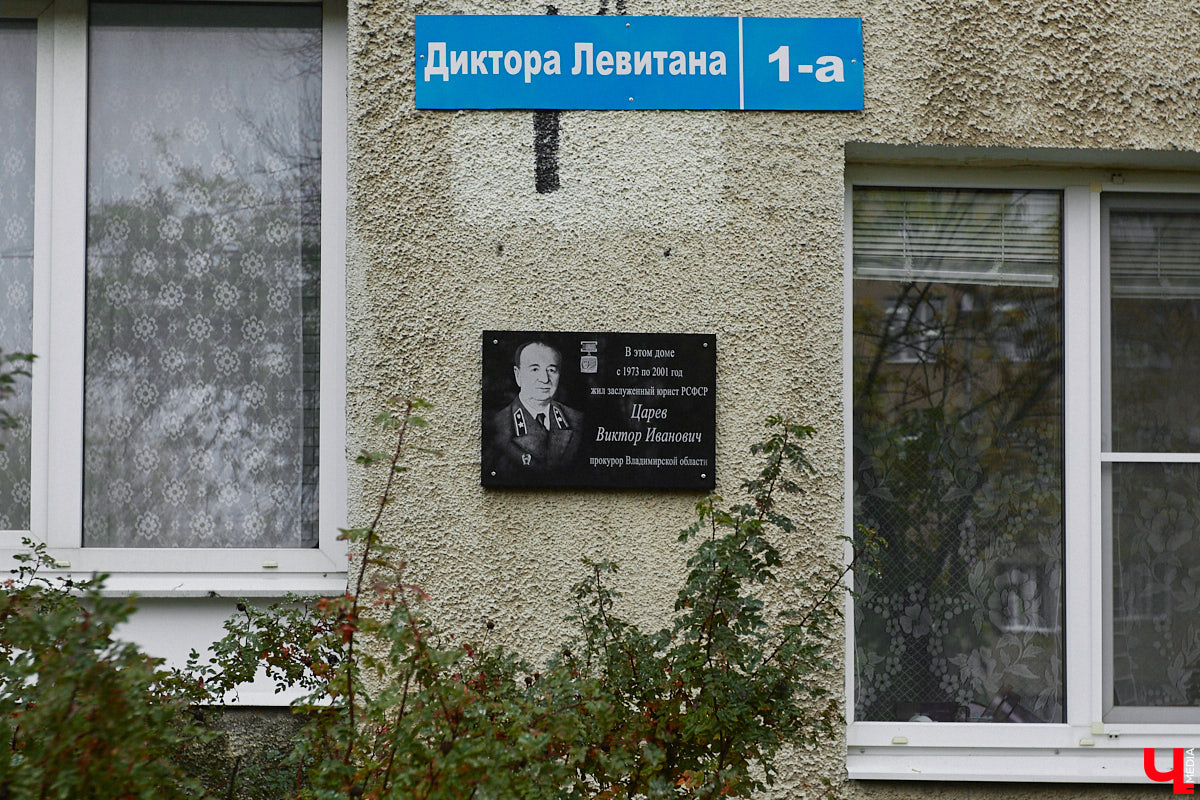 Диктора Левитана 1-а
В этом доме
с 1973 по 2001 год
жил заслуженный юрист РСФСР
Царев
Виктор Иванович
прокурор Владимирской области
Ч MEDIA